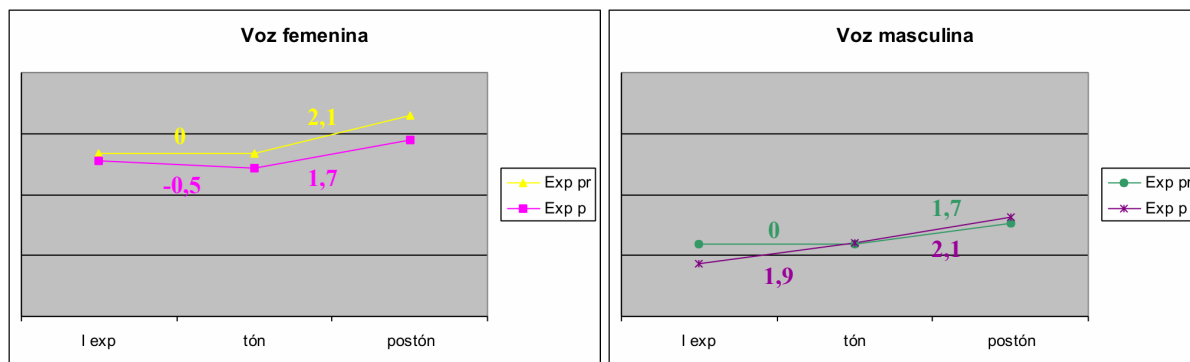 Voz femenina
0
2,1
-0,5
1,7
Exp pr
Exp p
I exp
tón
postón
Voz masculina
0
1,7
1,9
2,1
Exp pr
Exp p
I exp
tón
postón